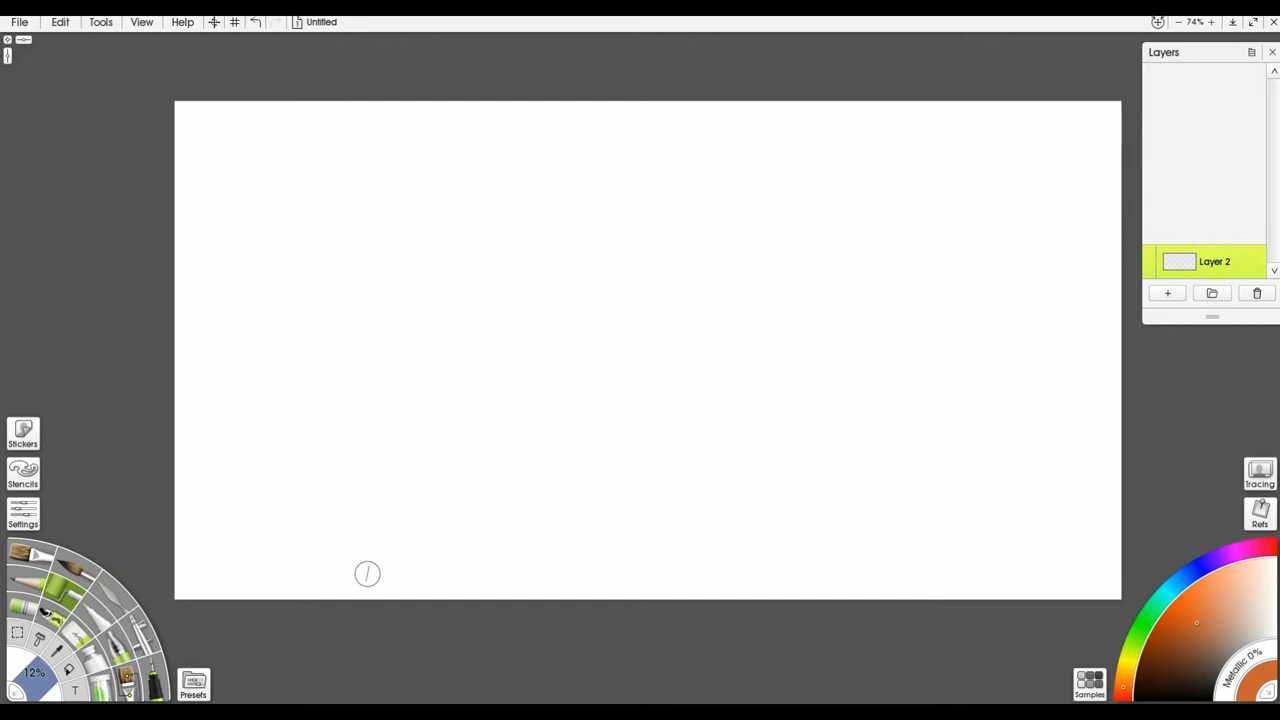 File Edit Tools View Help Untitled 74%
Layers
Layer 2
Stickers
Stencils
Settings
Tracing
Refs
12%
Presets
Samples
Metallic 0%
T